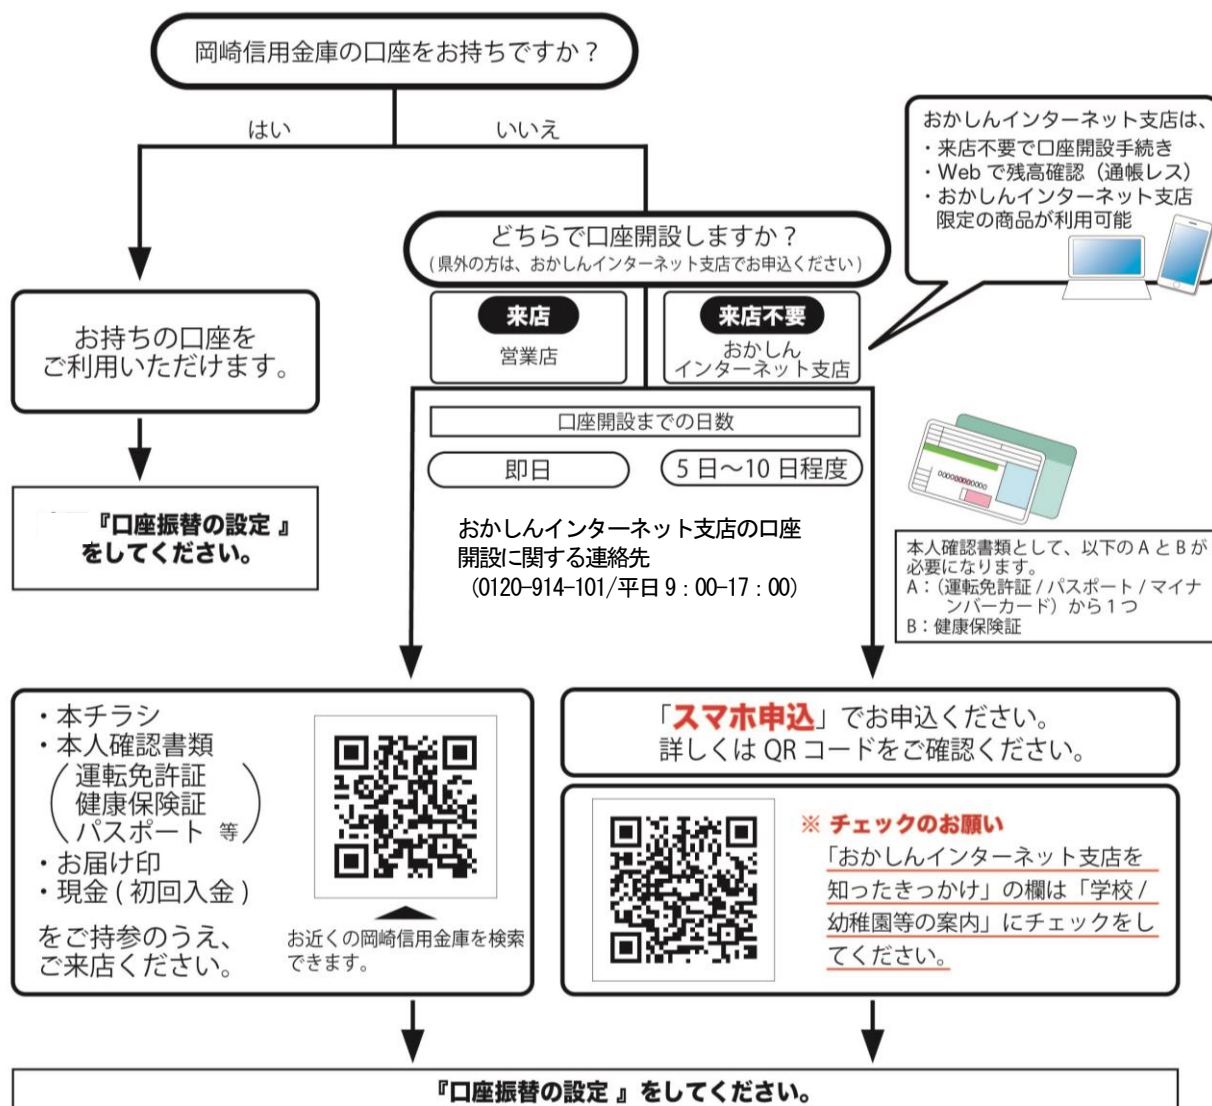 岡崎信用金庫の口座をお持ちですか？
はい
いいえ
おかしんインターネット支店は、
・来店不要で口座開設手続き
・Web で残高確認（通帳レス）
・おかしんインターネット支店
限定の商品が利用可能
どちらで口座開設しますか？
( 県外の方は、おかしんインターネット支店でお申込ください )
お持ちの口座を
ご利用いただけます。
来店
営業店
来店不要
おかしん
インターネット支店
口座開設までの日数
即日
5 日～10 日程度
『口座振替の設定 』
をしてください。
おかしんインターネット支店の口座
開設に関する連絡先
（0120-914-101/平日 9：00-17：00）
00000000000000
本人確認書類として、以下の A と B が
必要になります。
A：（運転免許証 / パスポート / マイナ
ンバーカード）から 1 つ
B：健康保険証
・本チラシ
・本人確認書類
（運転免許証
健康保険証
パスポート 等）
・お届け印
・現金 ( 初回入金 )
をご持参のうえ、
ご来店ください。
お近くの岡崎信用金庫を検索
できます。
「スマホ申込」でお申込ください。
詳しくは QR コードをご確認ください。
※ チェックのお願い
「おかしんインターネット支店を
知ったきっかけ」の欄は「学校 /
幼稚園等の案内」にチェックをし
てください。
『口座振替の設定 』をしてください。